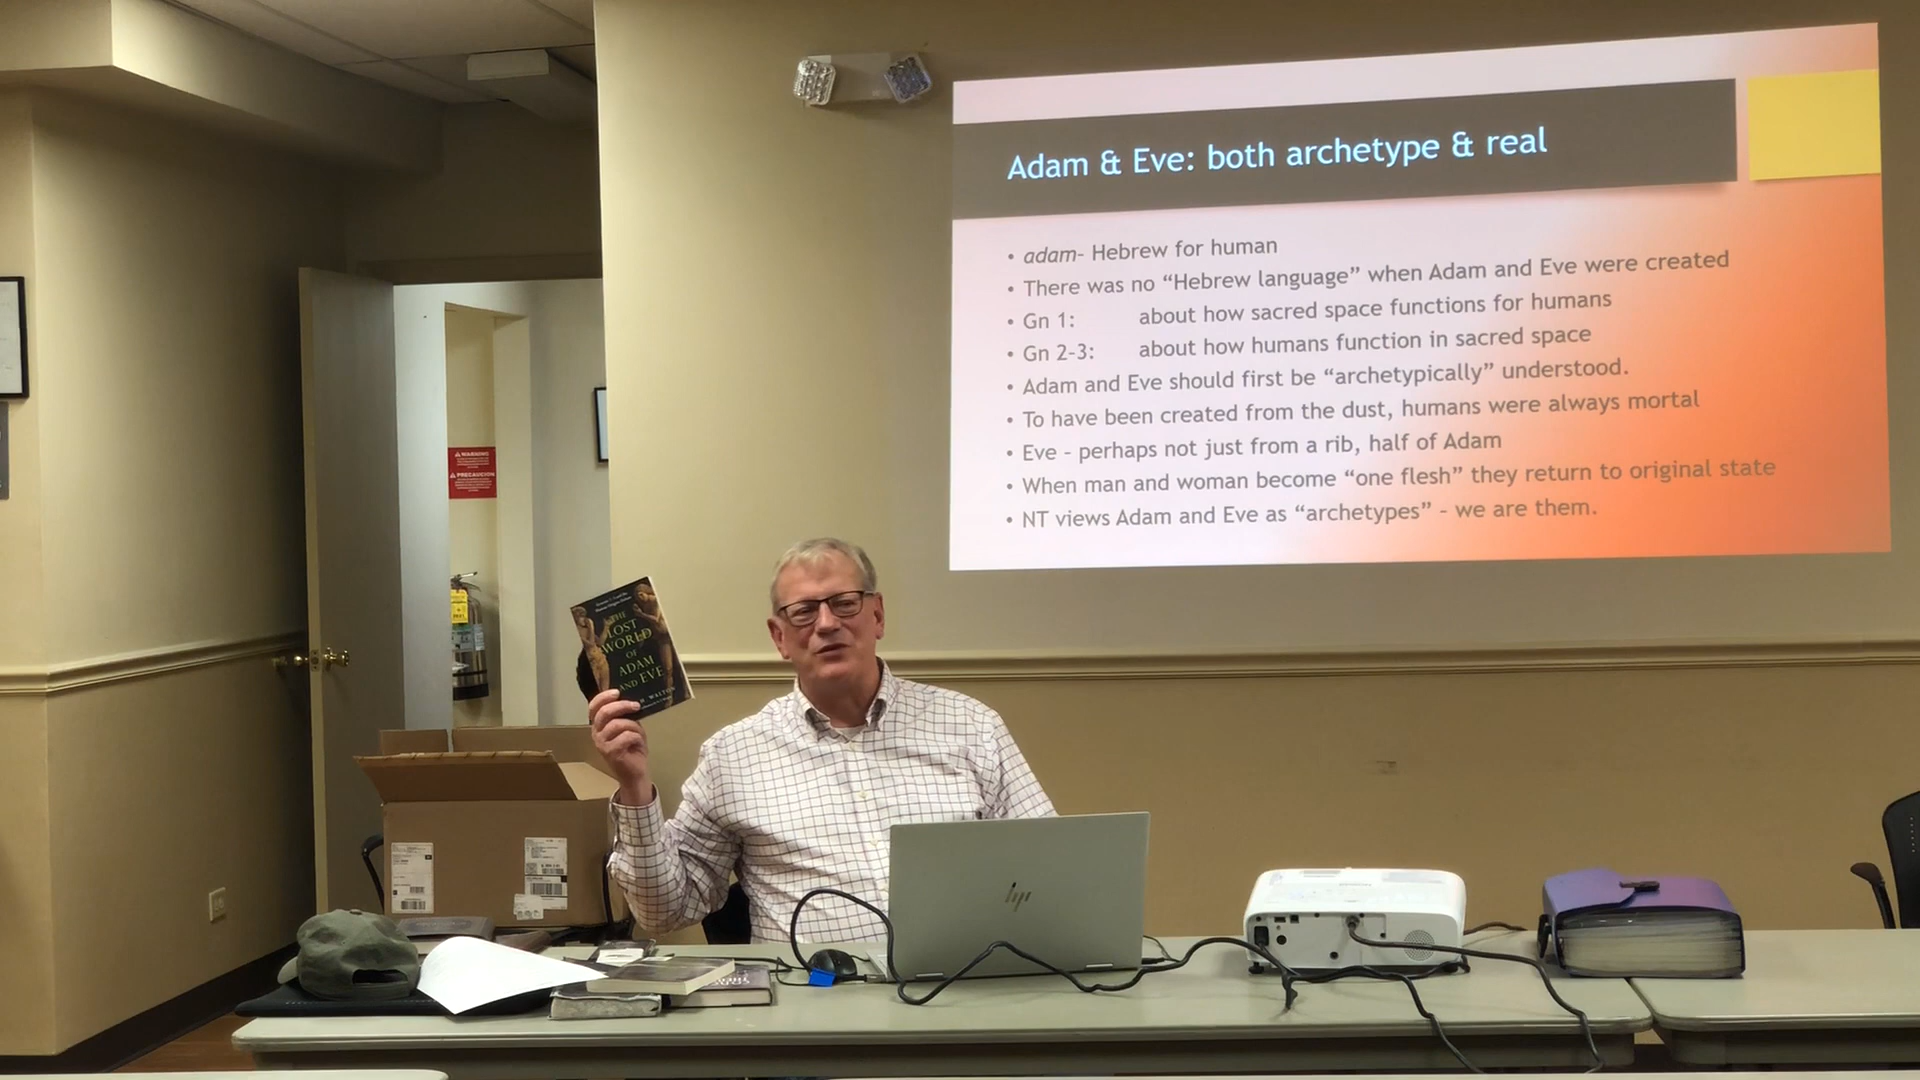 Adam & Eve: both archetype & real
• adam- Hebrew for human
• There was no “Hebrew language” when Adam and Eve were created
• Gn 1: about how sacred space functions for humans
• Gn 2-3: about how humans function in sacred space
• Adam and Eve should first be “archetypically” understood.
• To have been created from the dust, humans were always mortal
• Eve - perhaps not just from a rib, half of Adam
• When man and woman become “one flesh” they return to original state
• NT views Adam and Eve as “archetypes” - we are them.
WARNING
PRECAUCION
THE
LOST
WORLD
OF
ADAM
AND EVE
WALTON
hp